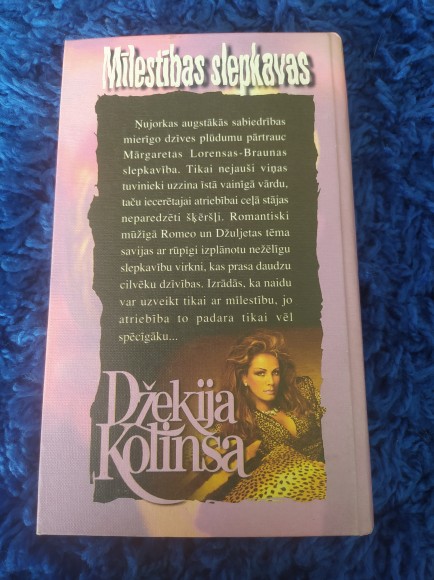 Mīlestības slepkavas
Ņujorkas augstākās sabiedrības
mierīgo dzīves plūdumu pārtrauc
Mārgaretas Lorensas-Braunas
slepkavība. Tikai nejauši viņas
tuvinieki uzzina īstā vainīgā vārdu,
taču iecerētajai atriebībai ceļā stājas
neparedzēti šķēršļi. Romantiski
mūžīgā Romeo un Džuljetas tēma
savijas ar rūpīgi izplānotu nežēlīgu
slepkavību virkni, kas prasa daudzu
cilvēku dzīvības. Izrādās, ka naidu
var uzveikt tikai ar mīlestību, jo
atriebība to padara tikai vēl
spēcīgāku...
Džekija
Kolinsa